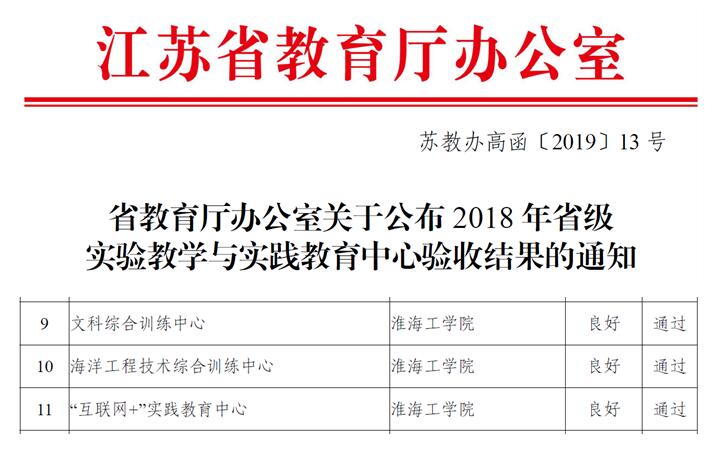 江苏省教育厅办公室
苏教办高函〔2019〕13 号
省教育厅办公室关于公布 2018 年省级
实验教学与实践教育中心验收结果的通知
9 文科综合训练中心 淮海工学院 良好 通过
10 海洋工程技术综合训练中心 淮海工学院 良好 通过
11 “互联网+”实践教育中心 淮海工学院 良好 通过